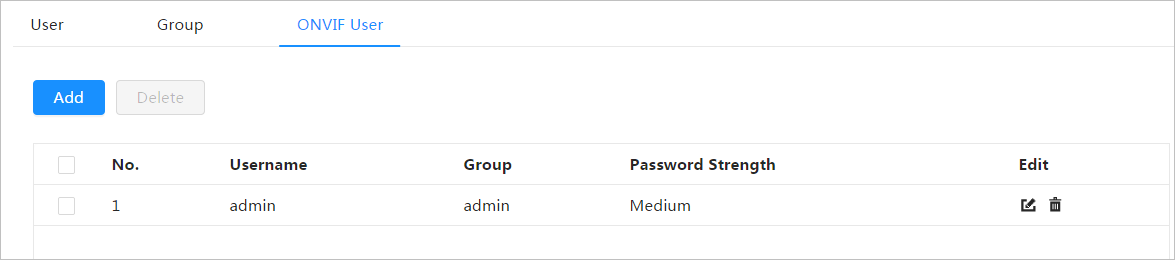 User Group ONVIF User
Add Delete
No. Username Group Password Strength Edit
1 admin admin Medium